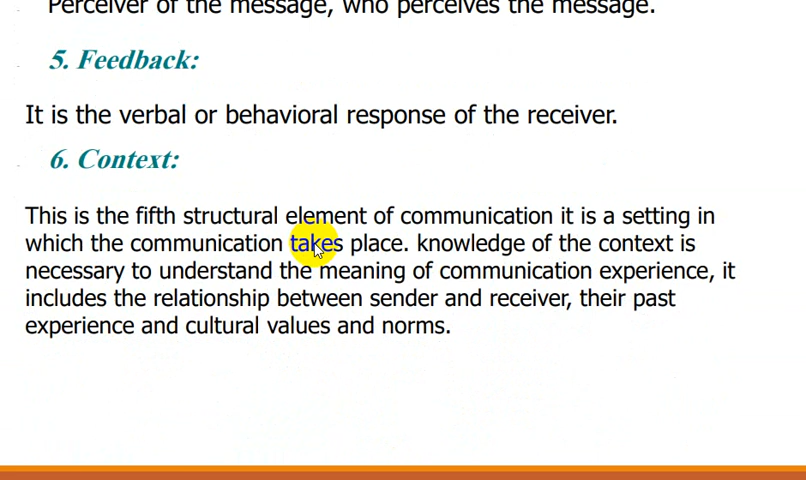 Perceiver of the message, who perceives the message.
5. Feedback:
It is the verbal or behavioral response of the receiver.
6. Context:
This is the fifth structural element of communication it is a setting in
which the communication takes place. knowledge of the context is
necessary to understand the meaning of communication experience, it
includes the relationship between sender and receiver, their past
experience and cultural values and norms.